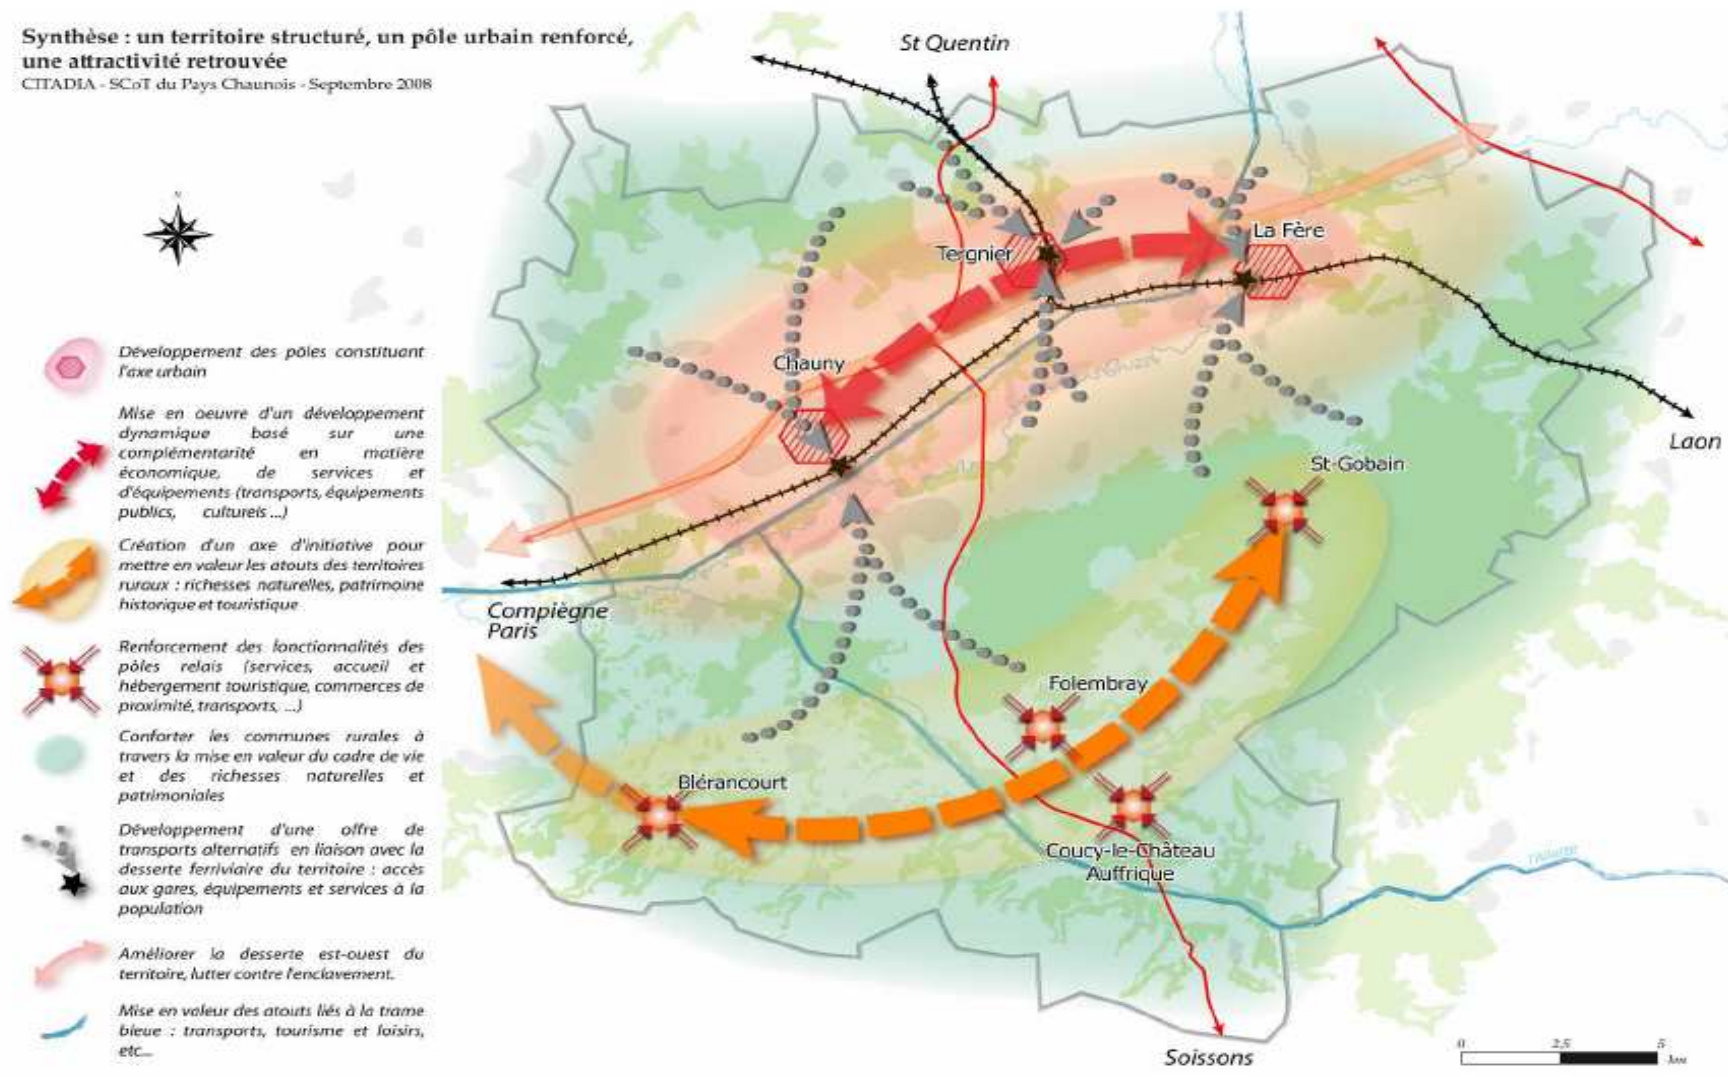 Synthèse : un territoire structuré, un pôle urbain renforcé,
une attractivité retrouvée
CITADIA - SCoT du Pays Chaunois - Septembre 2008
N
Développement des pôles constituant
l'axe urbain
Mise en oeuvre d'un développement
dynamique basé sur une
complémentarité en matière
économique, de services et
d'équipements (transports, équipements
publics, culturels ...)
Création d'un axe d'initiative pour
mettre en valeur les atouts des territoires
ruraux : richesses naturelles, patrimoine
historique et touristique
Renforcement des fonctionnalités des
pôles relais (services, accueil et
hébergement touristique, commerces de
proximité, transports, ...)
Conforter les communes rurales à
travers la mise en valeur du cadre de vie
et des richesses naturelles et
patrimoniales
Développement d'une offre de
transports alternatifs en liaison avec la
desserte ferriviaire du territoire : accès
aux gares, équipements et services à la
population
Améliorer la desserte est-ouest du
territoire, lutter contre l'enclavement.
Mise en valeur des atouts liés à la trame
bleue : transports, tourisme et loisirs,
etc...
St Quentin
La Fère
Tergnier
Chauny
Laon
St-Gobain
Compiègne
Paris
Folembray
Blérancourt
Coucy-le-Château
Auffrique
Soissons
0 2,5 5
km